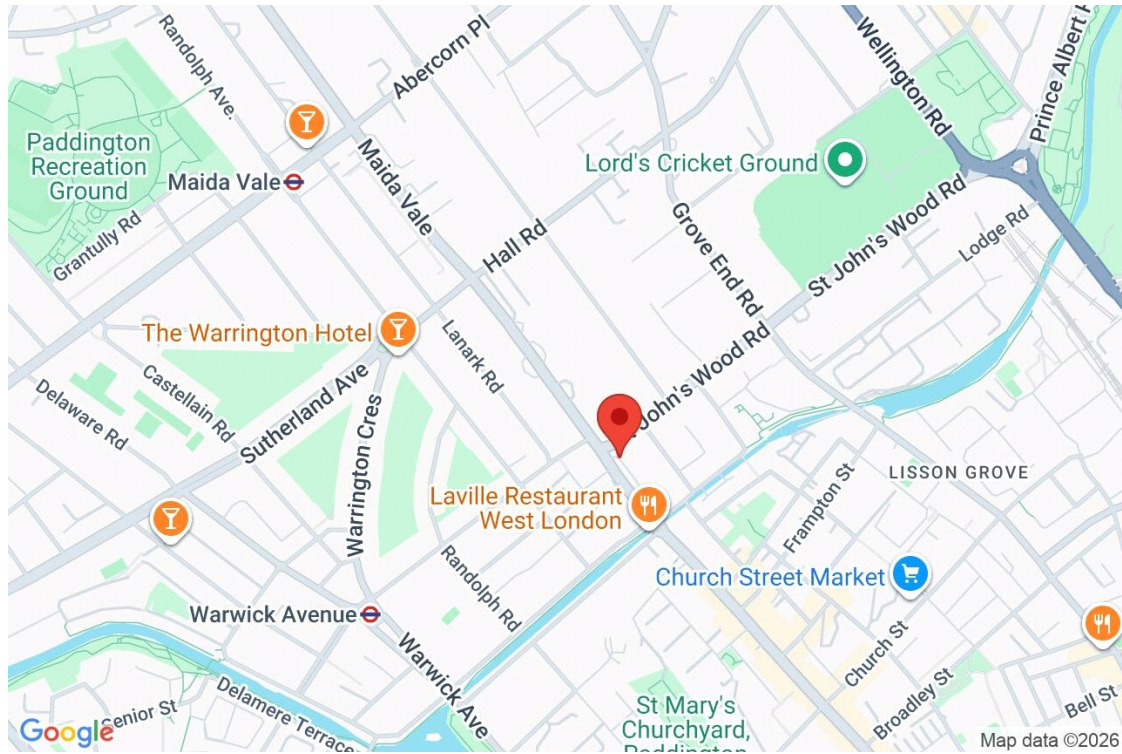 Randolph Ave.
Abercorn Pl
Wellington Rd
Prince Albert
Paddington
Recreation
Ground
Maida Vale
Maida Vale
Lord's Cricket Ground
Grantully Rd
Hall Rd
Grove End Rd
St John's Wood Rd
Lodge Rd
The Warrington Hotel
Lanark Rd
St John's Wood Rd
Castellain Rd
Delaware Rd
Sutherland Ave
Warrington Cres
Laville Restaurant
West London
LISSON GROVE
Frampton St
Randolph Rd
Church Street Market
Warwick Avenue
Warwick Ave
Church St
Broadley St
Bell St
Delamere Terrace
Senior St
St Mary's
Churchyard,
Paddington
Google
Map data ©2026